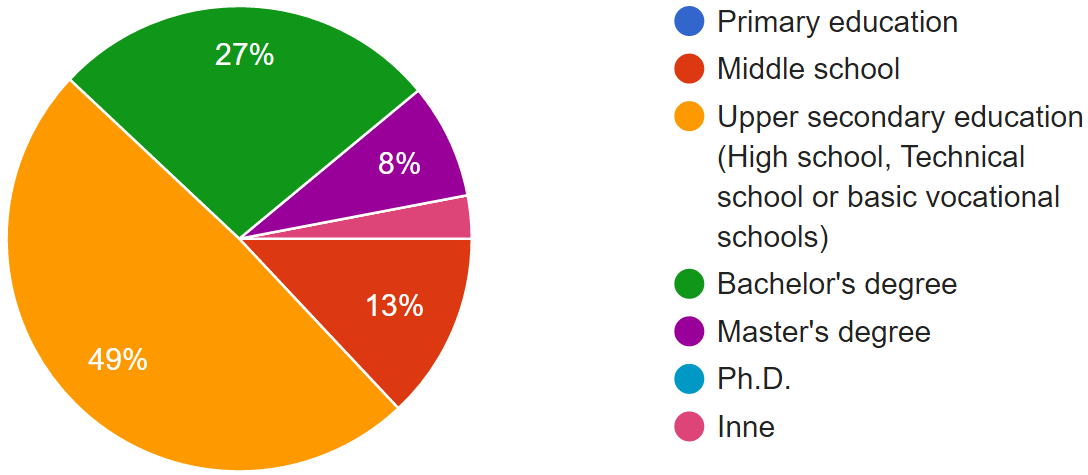 27%
8%
13%
49%
Primary education
Middle school
Upper secondary education
(High school, Technical
school or basic vocational
schools)
Bachelor's degree
Master's degree
Ph.D.
Inne